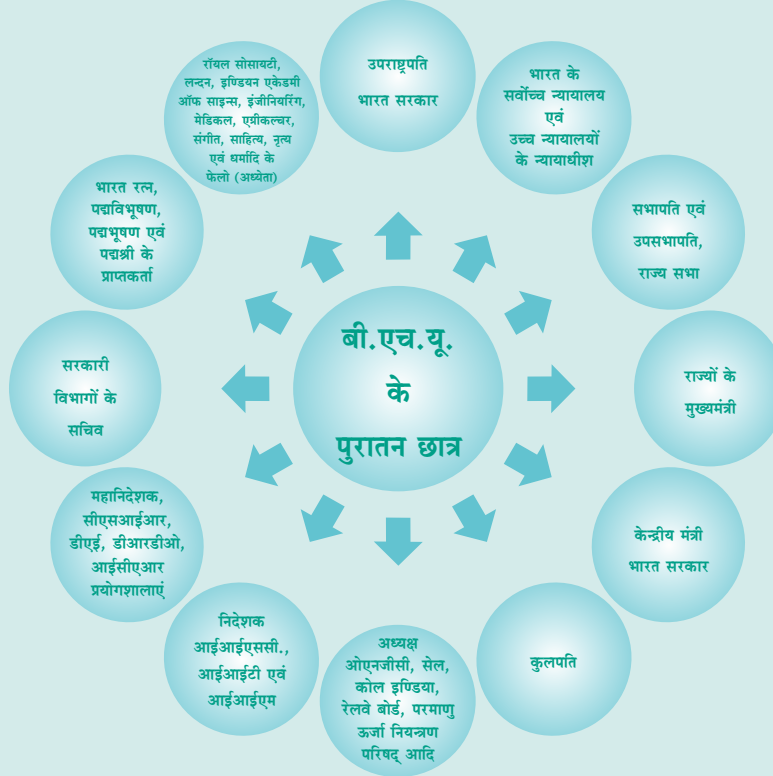 बी.एच.यू.
के
पुरातन छात्र
उपराष्ट्रपति
भारत सरकार
भारत के
सर्वोच्च न्यायालय
एवं
उच्च न्यायालयों
के न्यायाधीश
सभापति एवं
उपसभापति,
राज्य सभा
राज्यों के
मुख्यमंत्री
केन्द्रीय मंत्री
भारत सरकार
कुलपति
अध्यक्ष
ओएनजीसी, सेल,
कोल इण्डिया,
रेलवे बोर्ड, परमाणु
ऊर्जा नियन्त्रण
परिषद् आदि
निदेशक
आईआईएससी.,
आईआईटी एवं
आईआईएम
महानिदेशक,
सीएसआईआर,
डीएई, डीआरडीओ,
आईसीएआर
प्रयोगशालाएं
सरकारी
विभागों के
सचिव
भारत रत्न,
पद्मविभूषण,
पद्मभूषण एवं
पद्मश्री के
प्राप्तकर्ता
रॉयल सोसायटी,
लन्दन, इण्डियन एकेडमी
ऑफ साइन्स, इंजीनियरिंग,
मेडिकल, एग्रीकल्चर,
संगीत, साहित्य, नृत्य
एवं धर्मादि के
फेलो (अध्येता)